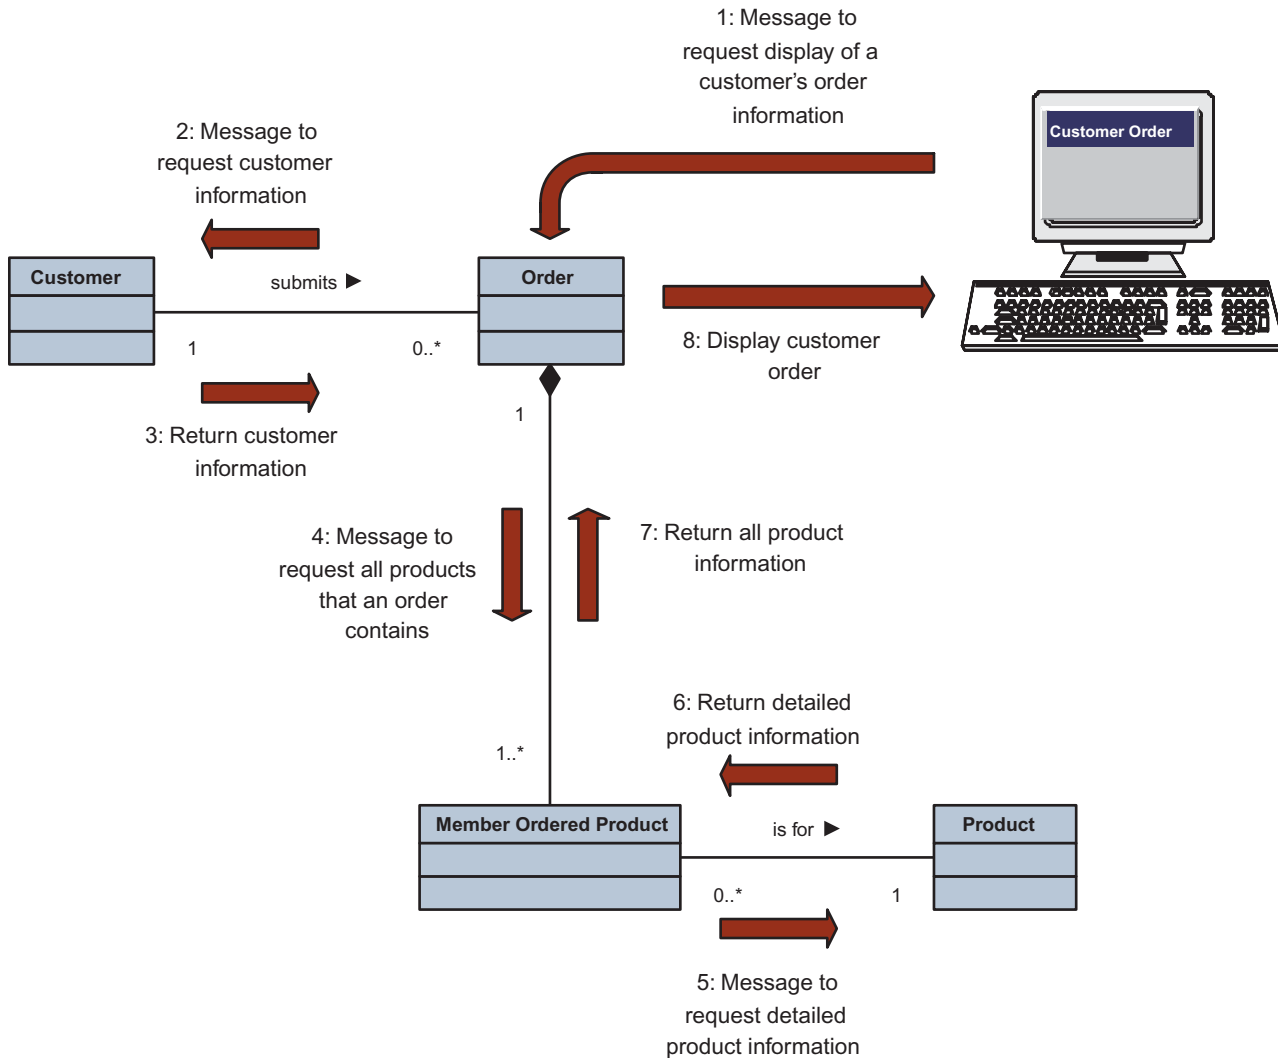 1: Message to
request display of a
customer's order
information
Customer Order
2: Message to
request customer
information
Customer
submits ►
Order
1
0..*
8: Display customer
order
3: Return customer
information
1
4: Message to
request all products
that an order
contains
7: Return all product
information
6: Return detailed
product information
1..*
Member Ordered Product
is for ►
Product
0..*
1
5: Message to
request detailed
product information